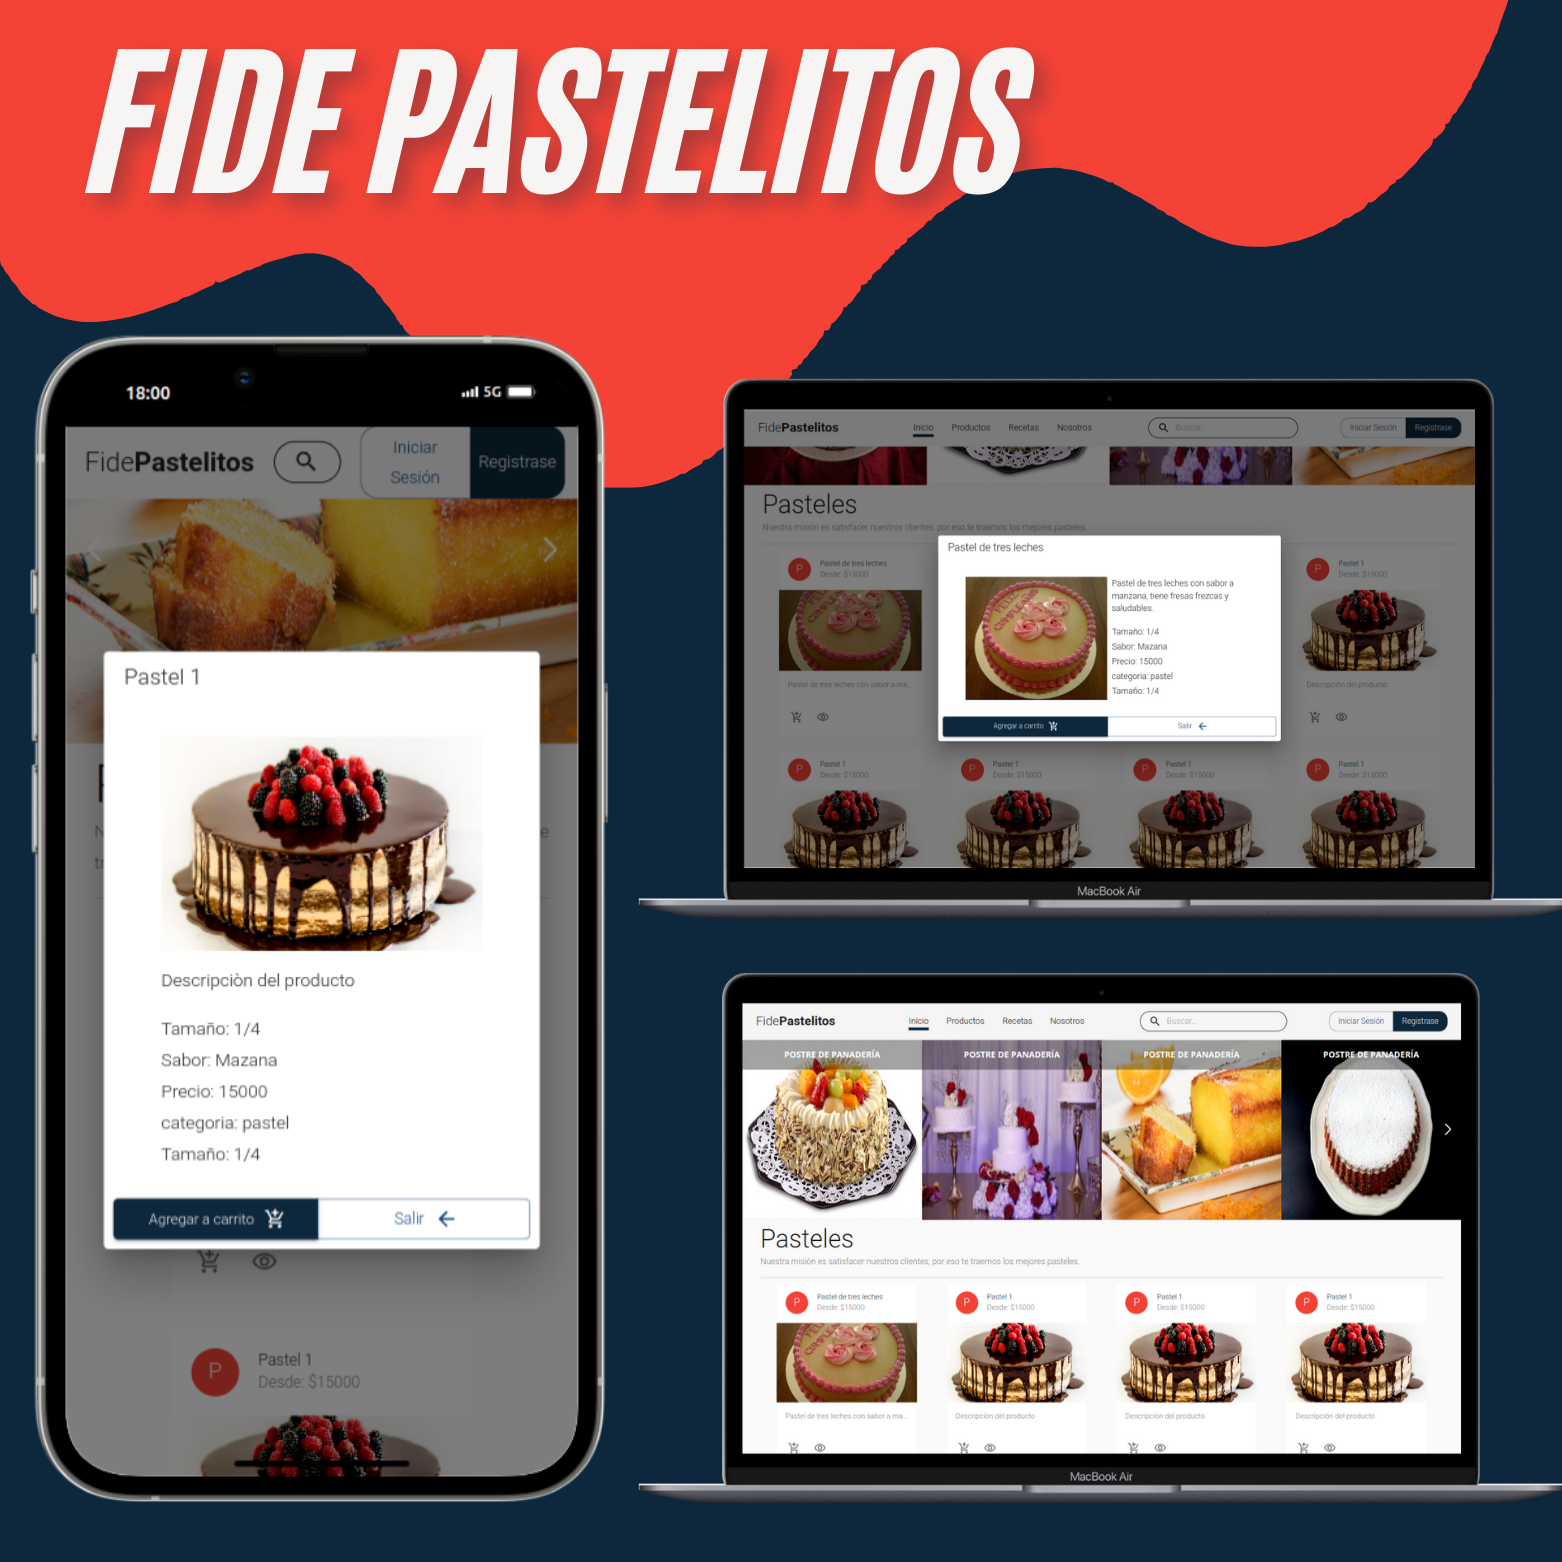 FIDE PASTELITOS
18:00
5G
FidePastelitos
Iniciar
Sesión
Registrase
Pastel 1
Descripciòn del producto
Tamaño: 1/4
Sabor: Mazana
Precio: 15000
categoria: pastel
Tamaño: 1/4
Agregar a carrito
Salir
P
Pastel 1
Desde: $15000
FidePastelitos
Inicio
Productos
Recetas
Nosotros
Buscar...
Iniciar Sesión
Registrase
Pasteles
Nuestra misión es satisfacer nuestros clientes, por eso te traemos los mejores pasteles.
P
Pastel de tres leches
Desde: $15000
Pastel de tres leches con sabor a ma...
Pastel de tres leches
FELIZ
CUMPLEAÑOS
Pastel de tres leches con sabor a
manzana, tiene fresas frezcas y
saludables.
Tamaño: 1/4
Sabor: Mazana
Precio: 15000
categoria: pastel
Tamaño: 1/4
Agregar a carrito
Salir
P
Pastel 1
Desde: $15000
Descripciòn del producto
P
Pastel 1
Desde: $15000
P
Pastel 1
Desde: $15000
P
Pastel 1
Desde: $15000
P
Pastel 1
Desde: $15000
MacBook Air
FidePastelitos
Inicio
Productos
Recetas
Nosotros
Buscar...
Iniciar Sesión
Registrase
POSTRE DE PANADERÍA
POSTRE DE PANADERÍA
POSTRE DE PANADERÍA
POSTRE DE PANADERÍA
Pasteles
Nuestra misión es satisfacer nuestros clientes, por eso te traemos los mejores pasteles.
P
Pastel de tres leches
Desde: $15000
Pastel de tres leches con sabor a ma...
P
Pastel 1
Desde: $15000
Descripciòn del producto
P
Pastel 1
Desde: $15000
Descripciòn del producto
P
Pastel 1
Desde: $15000
Descripciòn del producto
MacBook Air